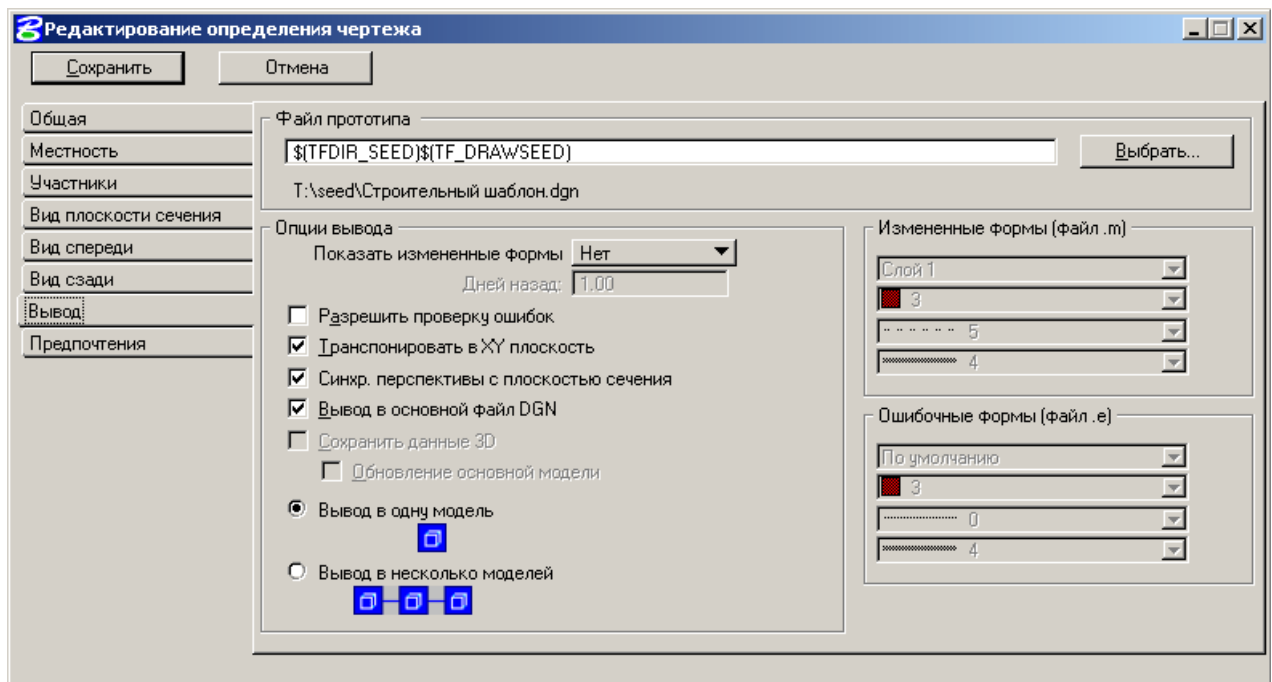 Редактирование определения чертежа
Сохранить
Отмена
Общая
Местность
Участники
Вид плоскости сечения
Вид спереди
Вид сзади
Вывод
Предпочтения
Файл прототипа
$(TFDIR_SEED)$(TF_DRAWSEED)
Выбрать...
T:\seed\Строительный шаблон.dgn
Опции вывода
Показать измененные формы Нет
Дней назад: 1.00
Разрешить проверку ошибок
Транспонировать в XY плоскость
Синхр. перспективы с плоскостью сечения
Вывод в основной файл DGN
Сохранить данные 3D
Обновление основной модели
Вывод в одну модель
Вывод в несколько моделей
Измененные формы (файл .m)
Слой 1
3
5
4
Ошибочные формы (файл .e)
По умолчанию
3
0
4